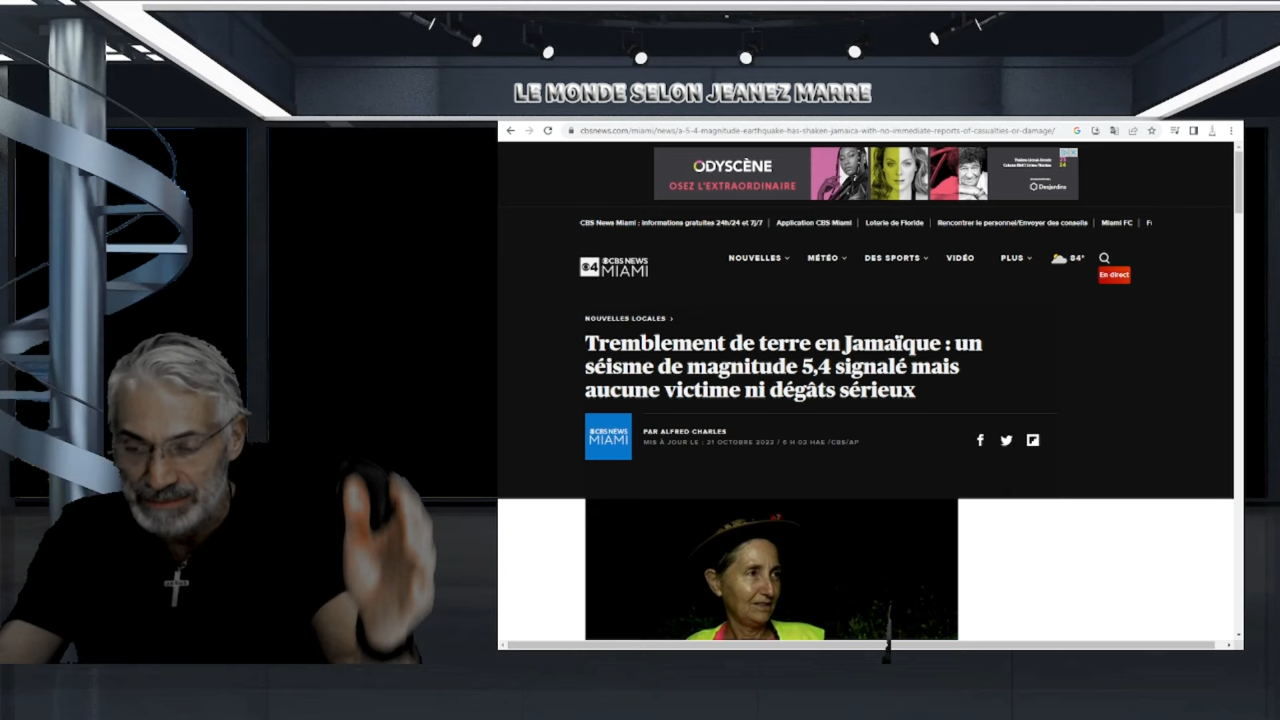 LE MONDE SELON JEANEZ MARRE
cbsnews.com/miami/news/a-5-4-magnitude-earthquake-has-shaken-jamaica-with-no-immediate-reports-of-casualties-or-damage/
ODYSCÈNE
OSEZ L'EXTRAORDINAIRE
Desjardins
CBS News Miami : informations gratuites 24h/24 et 7j/7 | Application CBS Miami | Loterie de Floride | Rencontrer le personnel/Envoyer des conseils | Miami FC |
4 CBS NEWS
MIAMI
NOUVELLES MÉTÉO DES SPORTS VIDÉO PLUS 84°
En direct
NOUVELLES LOCALES ›
Tremblement de terre en Jamaïque : un
séisme de magnitude 5,4 signalé mais
aucune victime ni dégâts sérieux
CBS NEWS
MIAMI
PAR ALFRED CHARLES
MIS À JOUR LE : 31 OCTOBRE 2023 / 6 H 02 HAE /CBS/AP